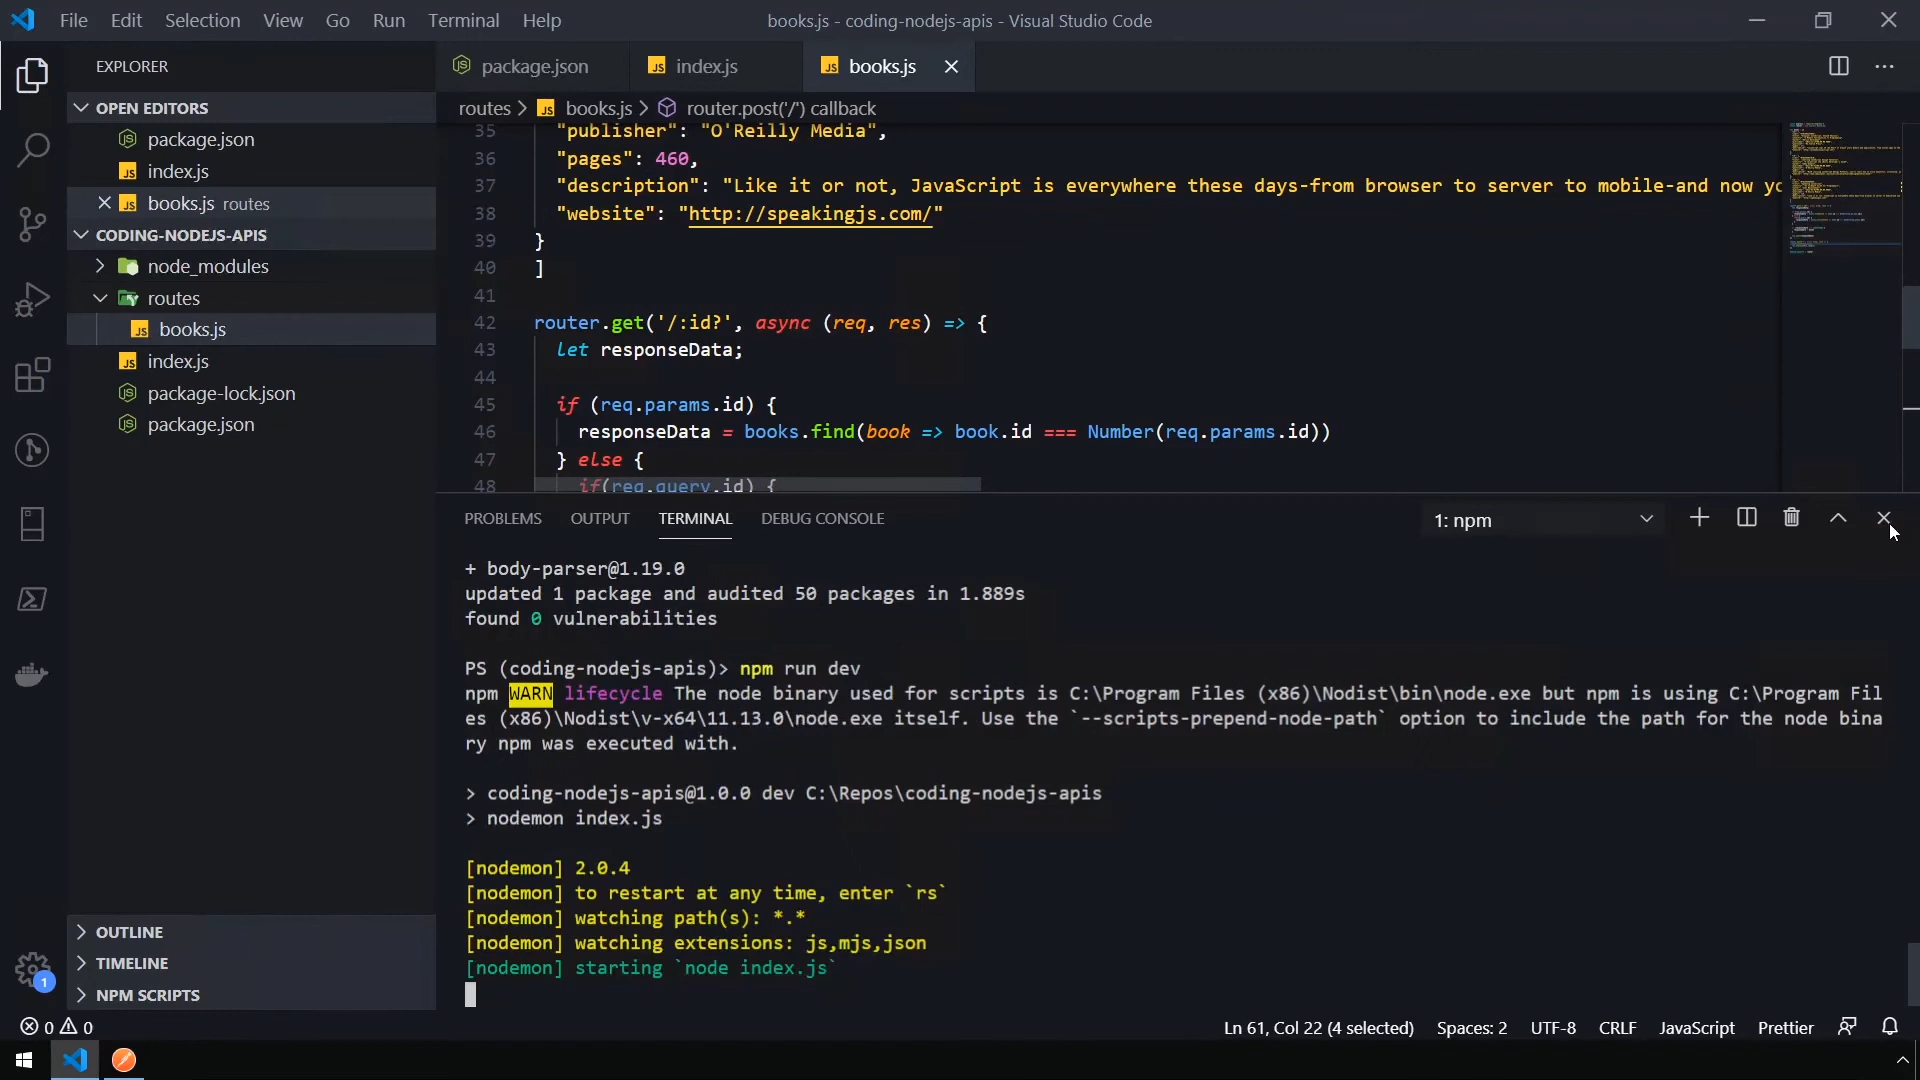 File Edit Selection View Go Run Terminal Help
books.js - coding-nodejs-apis - Visual Studio Code
EXPLORER
OPEN EDITORS
package.json
index.js
books.js routes
CODING-NODEJS-APIS
node_modules
routes
books.js
index.js
package-lock.json
package.json
OUTLINE
TIMELINE
NPM SCRIPTS
1
package.json index.js books.js
routes > books.js > router.post('/') callback
35 "publisher": "O'Reilly Media",
36 "pages": 460,
37 "description": "Like it or not, JavaScript is everywhere these days-from browser to server to mobile-and now yo
38 "website": "http://speakingjs.com/"
39 }
40 ]
41
42 router.get('/:id?', async (req, res) => {
43 let responseData;
44
45 if (req.params.id) {
46 responseData = books.find(book => book.id === Number(req.params.id))
47 } else {
48 if(req.query.id) {
PROBLEMS OUTPUT TERMINAL DEBUG CONSOLE
1: npm
+ body-parser@1.19.0
updated 1 package and audited 50 packages in 1.889s
found 0 vulnerabilities
PS (coding-nodejs-apis)> npm run dev
npm WARN lifecycle The node binary used for scripts is C:\Program Files (x86)\Nodist\bin\node.exe but npm is using C:\Program Fil
es (x86)\Nodist\v-x64\11.13.0\node.exe itself. Use the `--scripts-prepend-node-path` option to include the path for the node bina
ry npm was executed with.
> coding-nodejs-apis@1.0.0 dev C:\Repos\coding-nodejs-apis
> nodemon index.js
[nodemon] 2.0.4
[nodemon] to restart at any time, enter `rs`
[nodemon] watching path(s): *.*
[nodemon] watching extensions: js,mjs,json
[nodemon] starting `node index.js`
0 0
Ln 61, Col 22 (4 selected) Spaces: 2 UTF-8 CRLF JavaScript Prettier